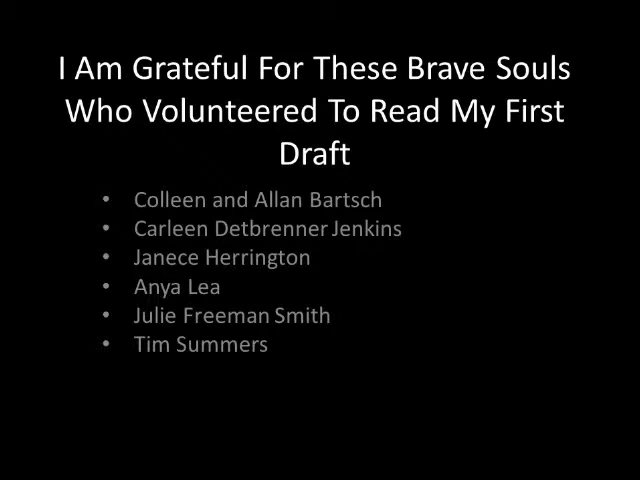 I Am Grateful For These Brave Souls
Who Volunteered To Read My First
Draft
• Colleen and Allan Bartsch
• Carleen Detbrenner Jenkins
• Janece Herrington
• Anya Lea
• Julie Freeman Smith
• Tim Summers